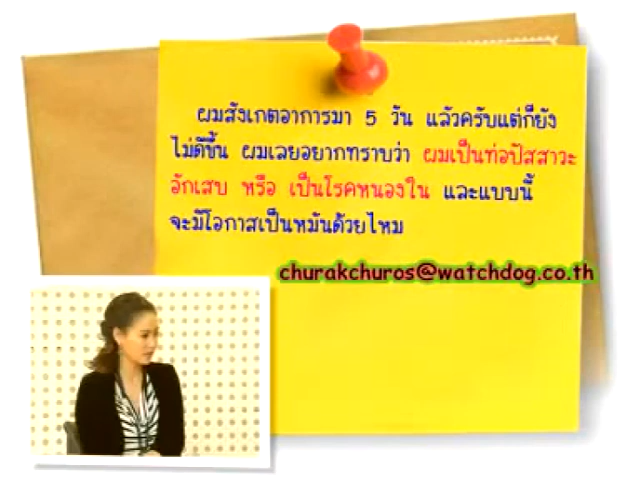 ผมสังเกตอาการมา 5 วัน แล้วครับแต่ก็ยัง
ไม่ดีขึ้น ผมเลยอยากทราบว่า ผมเป็นท่อปัสสาวะ
อักเสบ หรือ เป็นโรคหนองใน และแบบนี้
จะมีโอกาสเป็นหมันด้วยไหม
churakchuros@watchdog.co.th